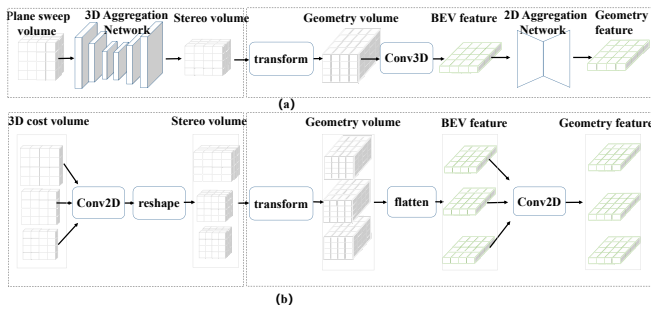 Plane sweep
volume
3D Aggregation
Network
Stereo volume
Geometry volume
BEV feature
2D Aggregation
Network
Geometry
feature
transform
Conv3D
(a)
3D cost volume
Stereo volume
Geometry volume
BEV feature
Geometry feature
Conv2D
reshape
transform
flatten
Conv2D
(b)